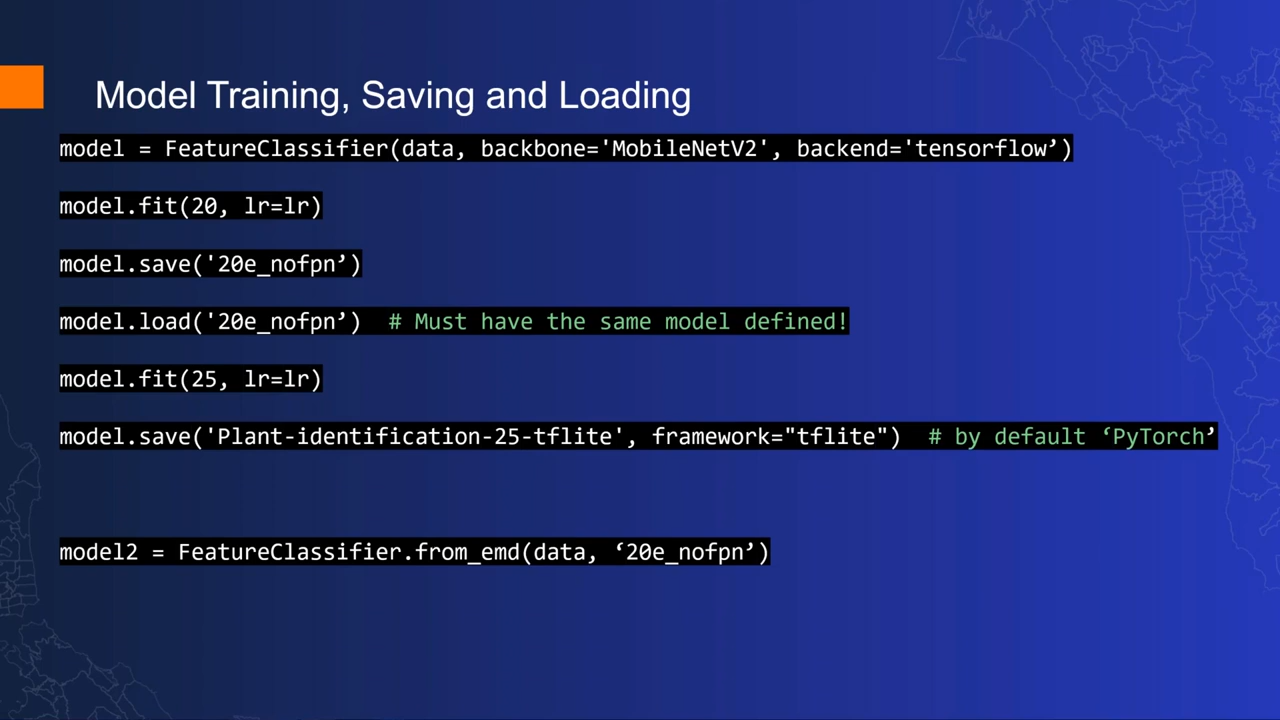 Model Training, Saving and Loading
model = FeatureClassifier(data, backbone='MobileNetV2', backend='tensorflow’)
model.fit(20, lr=lr)
model.save('20e_nofpn’)
model.load('20e_nofpn’)  # Must have the same model defined!
model.fit(25, lr=lr)
model.save('Plant-identification-25-tflite', framework="tflite")  # by default ‘PyTorch’
model2 = FeatureClassifier.from_emd(data, ‘20e_nofpn’)